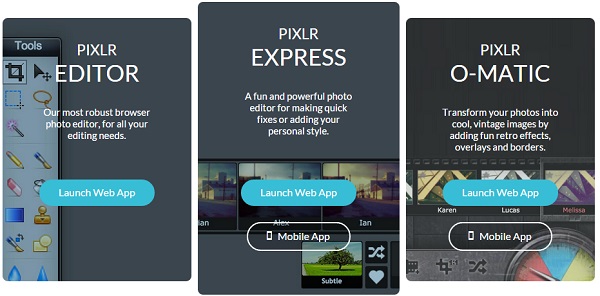 Tools
PIXLR
EDITOR
Our most robust browser
photo editor, for all your
editing needs.
Launch Web App
PIXLR
EXPRESS
A fun and powerful photo
editor for making quick
fixes or adding your
personal style.
Alex
Ian
Launch Web App
Mobile App
Subtle
PIXLR
O-MATIC
Transform your photos into
cool, vintage images by
adding fun retro effects,
overlays and borders.
Launch Web App
Karen
Lucas
Melissa
Mobile App